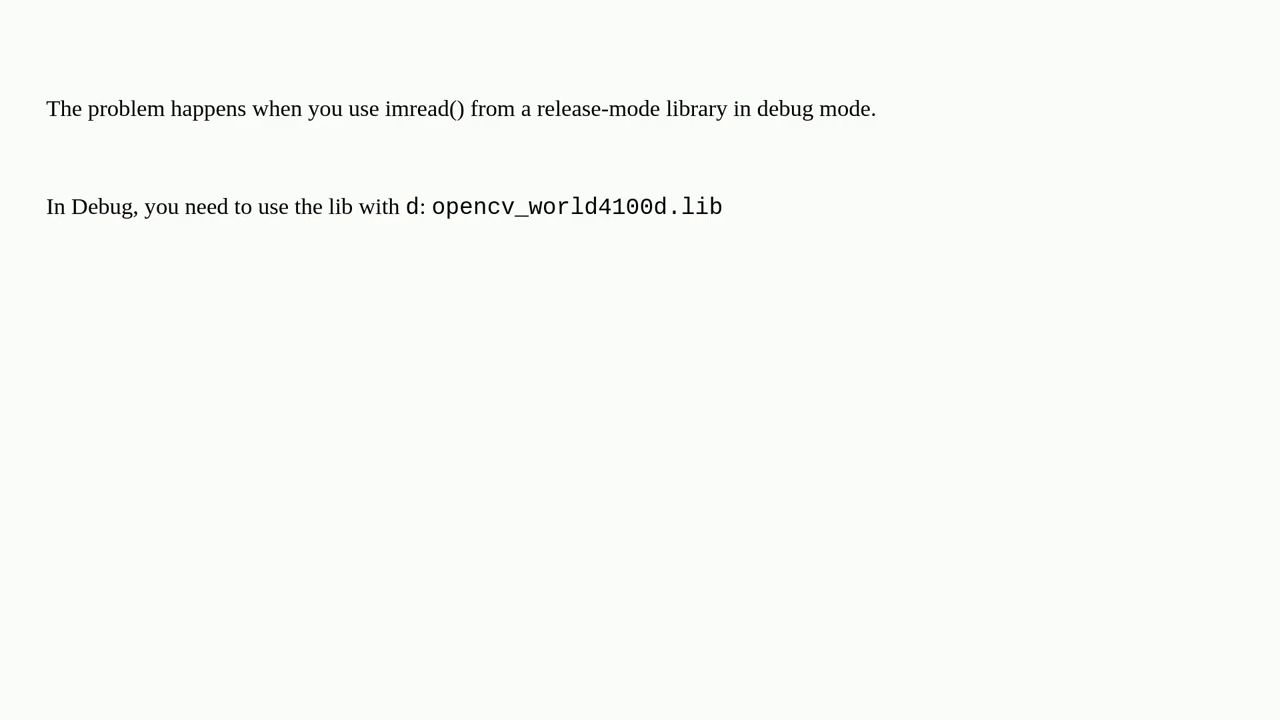 The problem happens when you use imread() from a release-mode library in debug mode.
In Debug, you need to use the lib with d: opencv_world4100d.lib